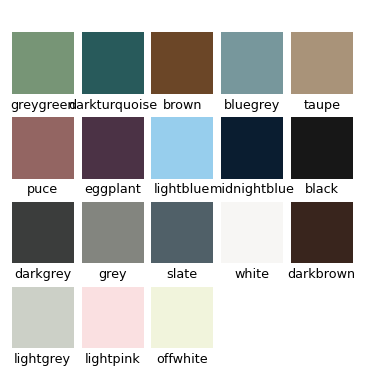 greygreen darkturquoise brown bluegrey taupe
puce eggplant lightblue midnightblue black
darkgrey grey slate white darkbrown
lightgrey lightpink offwhite